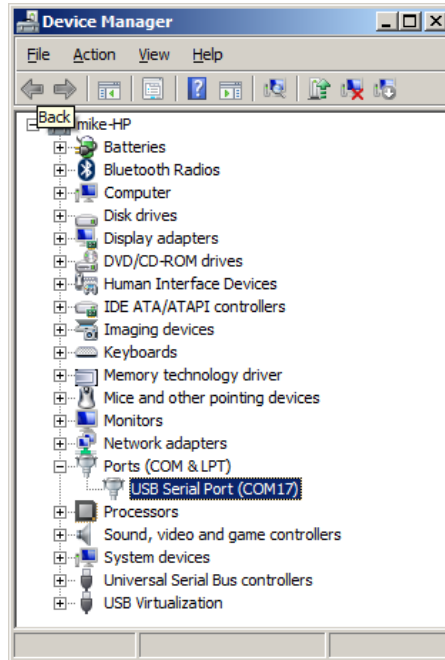 Device Manager
File Action View Help
Back
mike-HP
Batteries
Bluetooth Radios
Computer
Disk drives
Display adapters
DVD/CD-ROM drives
Human Interface Devices
IDE ATA/ATAPI controllers
Imaging devices
Keyboards
Memory technology driver
Mice and other pointing devices
Monitors
Network adapters
Ports (COM & LPT)
USB Serial Port (COM17)
Processors
Sound, video and game controllers
System devices
Universal Serial Bus controllers
USB Virtualization